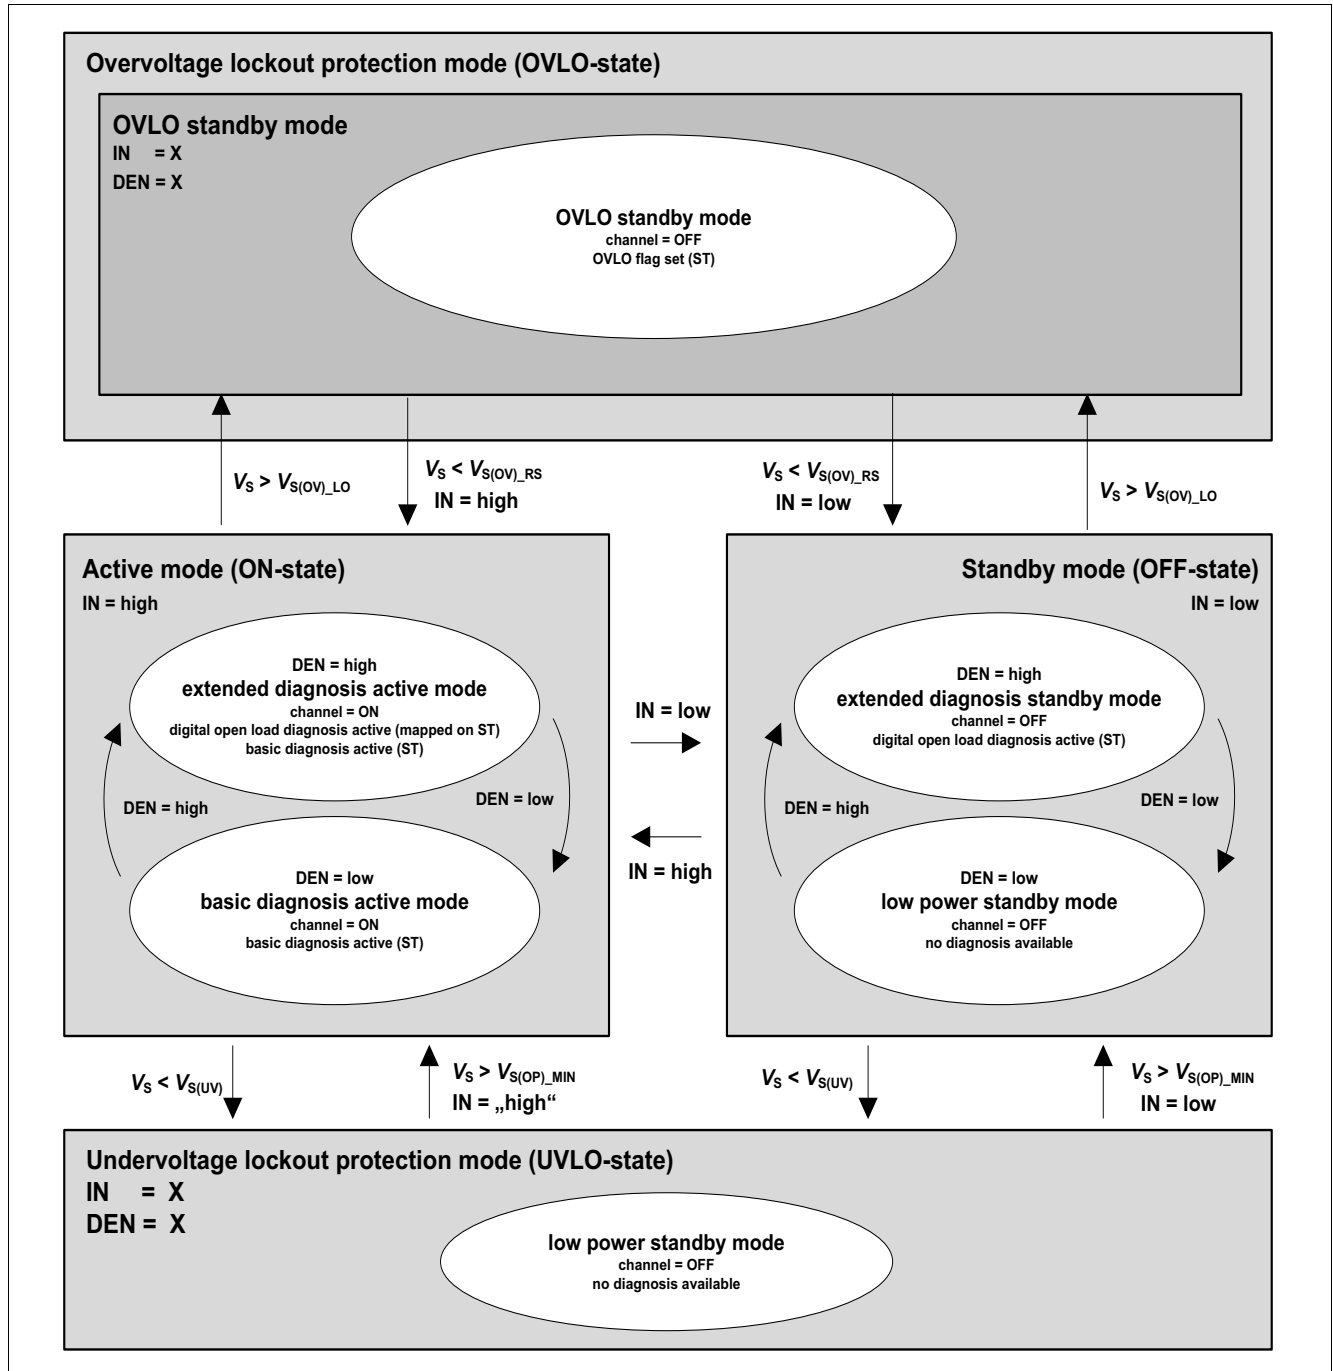 Overvoltage lockout protection mode (OVLO-state)
OVLO standby mode
IN = X
DEN = X
OVLO standby mode
channel = OFF
OVLO flag set (ST)
VS > VS(OV)_LO
VS < VS(OV)_RS
IN = high
VS < VS(OV)_RS
IN = low
VS > VS(OV)_LO
Active mode (ON-state)
IN = high
DEN = high
extended diagnosis active mode
channel = ON
digital open load diagnosis active (mapped on ST)
basic diagnosis active (ST)
DEN = high
DEN = low
DEN = low
basic diagnosis active mode
channel = ON
basic diagnosis active (ST)
IN = low
IN = high
Standby mode (OFF-state)
IN = low
DEN = high
extended diagnosis standby mode
channel = OFF
digital open load diagnosis active (ST)
DEN = high
DEN = low
DEN = low
low power standby mode
channel = OFF
no diagnosis available
VS < VS(UV)
VS > VS(OP)_MIN
IN = „high“
VS < VS(UV)
VS > VS(OP)_MIN
IN = low
Undervoltage lockout protection mode (UVLO-state)
IN = X
DEN = X
low power standby mode
channel = OFF
no diagnosis available